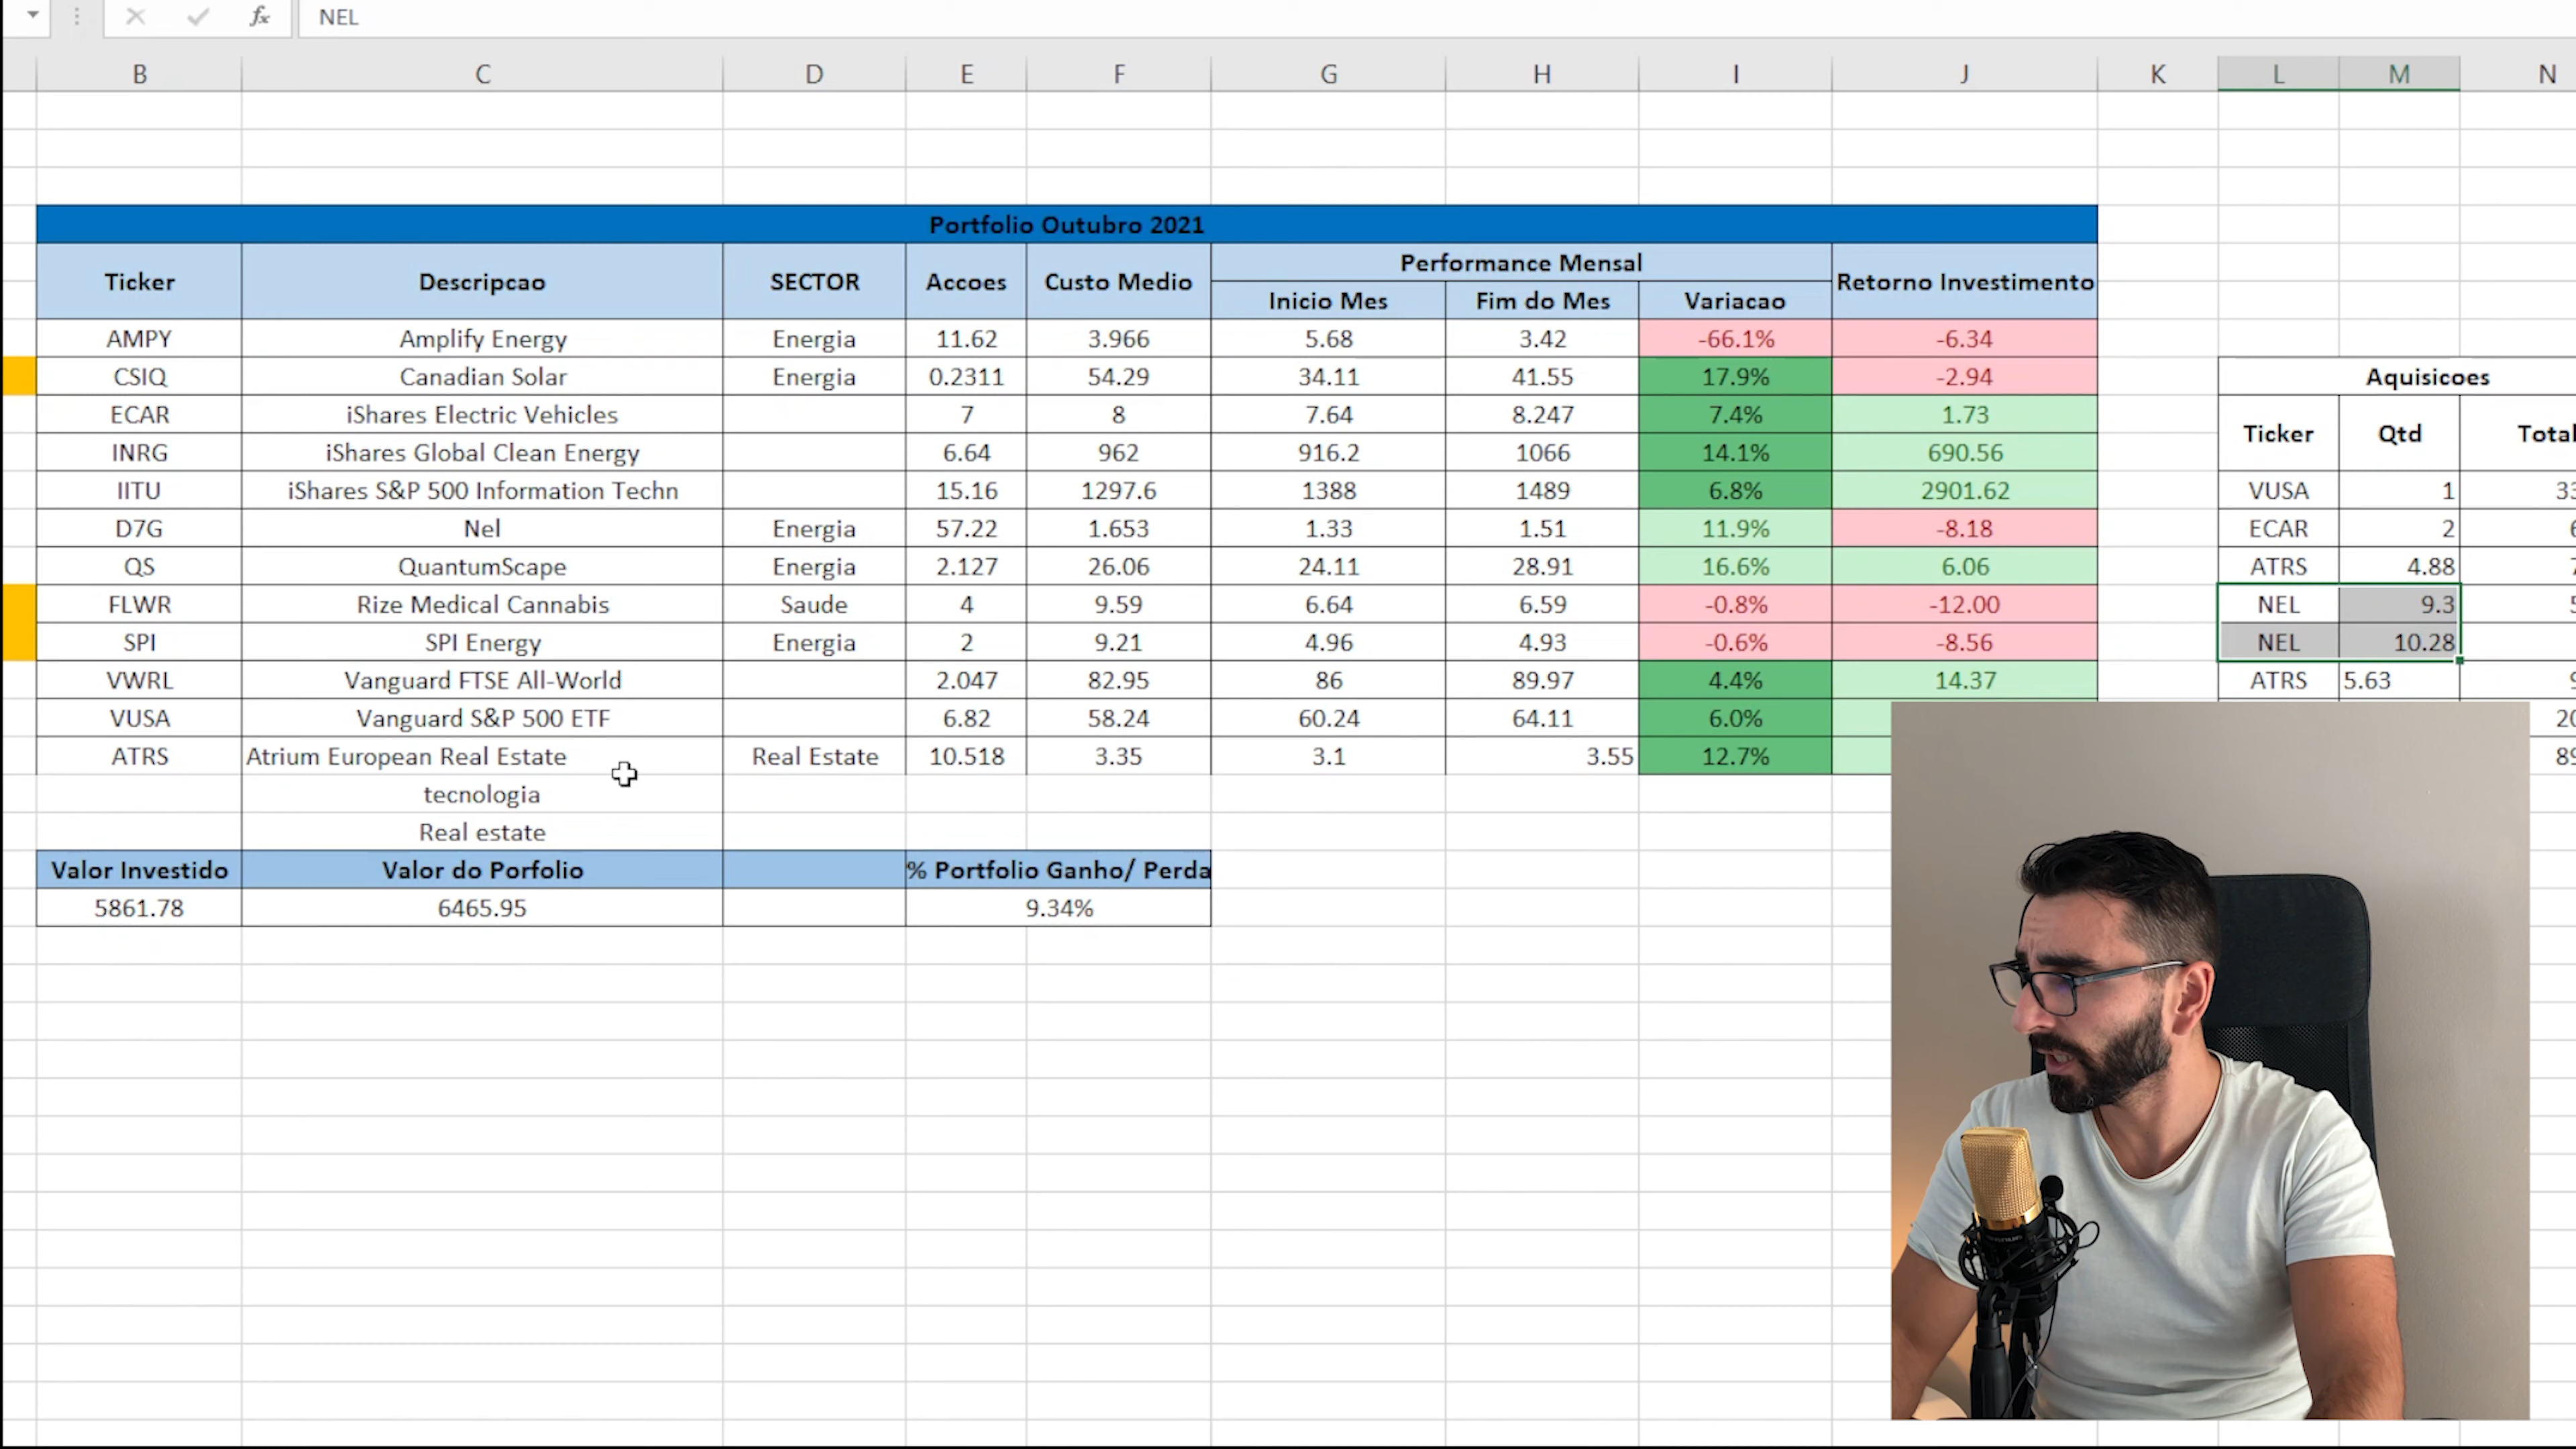 NEL
B C D E F G H I J K L M N
Portfolio Outubro 2021
Ticker Descripcao SECTOR Accoes Custo Medio Performance Mensal Retorno Investimento
Inicio Mes Fim do Mes Variacao
AMPY Amplify Energy Energia 11.62 3.966 5.68 3.42 -66.1% -6.34
CSIQ Canadian Solar Energia 0.2311 54.29 34.11 41.55 17.9% -2.94
ECAR iShares Electric Vehicles 7 8 7.64 8.247 7.4% 1.73
INRG iShares Global Clean Energy 6.64 962 916.2 1066 14.1% 690.56
IITU iShares S&P 500 Information Techn 15.16 1297.6 1388 1489 6.8% 2901.62
D7G Nel Energia 57.22 1.653 1.33 1.51 11.9% -8.18
QS QuantumScape Energia 2.127 26.06 24.11 28.91 16.6% 6.06
FLWR Rize Medical Cannabis Saude 4 9.59 6.64 6.59 -0.8% -12.00
SPI SPI Energy Energia 2 9.21 4.96 4.93 -0.6% -8.56
VWRL Vanguard FTSE All-World 2.047 82.95 86 89.97 4.4% 14.37
VUSA Vanguard S&P 500 ETF 6.82 58.24 60.24 64.11 6.0%
ATRS Atrium European Real Estate Real Estate 10.518 3.35 3.1 3.55 12.7%
tecnologia
Real estate
Valor Investido Valor do Porfolio % Portfolio Ganho/ Perda
5861.78 6465.95 9.34%
Aquisicoes
Ticker Qtd Total
VUSA 1
ECAR 2
ATRS 4.88
NEL 9.3
NEL 10.28
ATRS 5.63